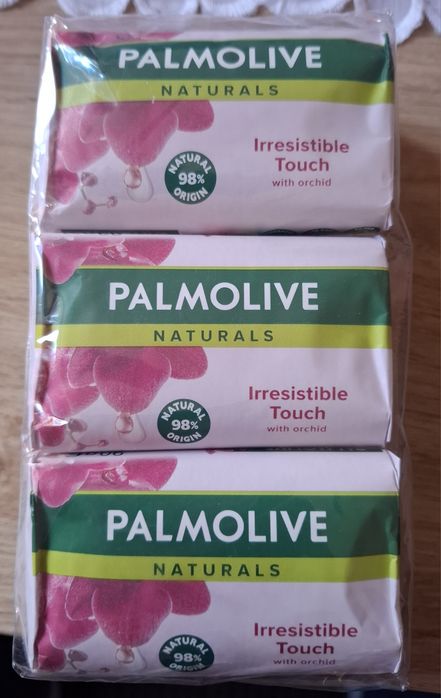 PALMOLIVE
NATURALS
Irresistible
Touch
with orchid
NATURAL
98%
ORIGIN
PALMOLIVE
NATURALS
Irresistible
Touch
with orchid
NATURAL
98%
ORIGIN
PALMOLIVE
NATURALS
Irresistible
Touch
with orchid
NATURAL
98%